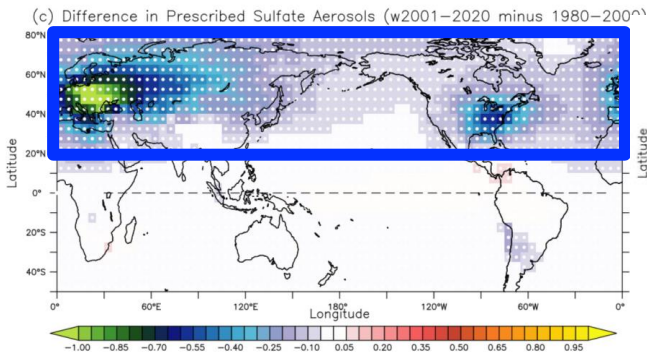 (c) Difference in Prescribed Sulfate Aerosols (w2001−2020 minus 1980−2000)
80°N
60°N
40°N
20°N
0°
20°S
40°S
Latitude
Latitude
0° 60°E 120°E 180° 120°W 60°W 0°
Longitude
−1.00 −0.85 −0.70 −0.55 −0.40 −0.25 −0.10 0.05 0.20 0.35 0.50 0.65 0.80 0.95